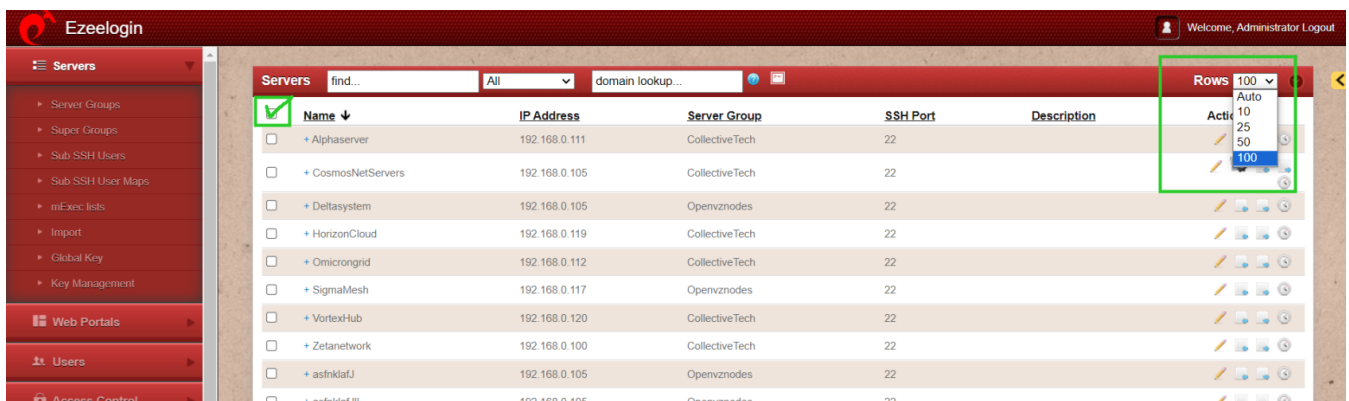 Ezeelogin
Welcome, Administrator Logout
Servers
Server Groups
Super Groups
Sub SSH Users
Sub SSH User Maps
mExec lists
Import
Global Key
Key Management
Web Portals
Users
Access Control
Servers find... All domain lookup... Rows 100
Auto
10
25
50
100
Name IP Address Server Group SSH Port Description
+ Alphaserver 192.168.0.111 CollectiveTech 22
+ CosmosNetServers 192.168.0.105 CollectiveTech 22
+ Deltasystem 192.168.0.105 Openvznodes 22
+ HorizonCloud 192.168.0.119 CollectiveTech 22
+ Omicrongrid 192.168.0.112 CollectiveTech 22
+ SigmaMesh 192.168.0.117 Openvznodes 22
+ VortexHub 192.168.0.120 CollectiveTech 22
+ Zetanetwork 192.168.0.100 CollectiveTech 22
+ asfnklafJ 192.168.0.105 Openvznodes 22